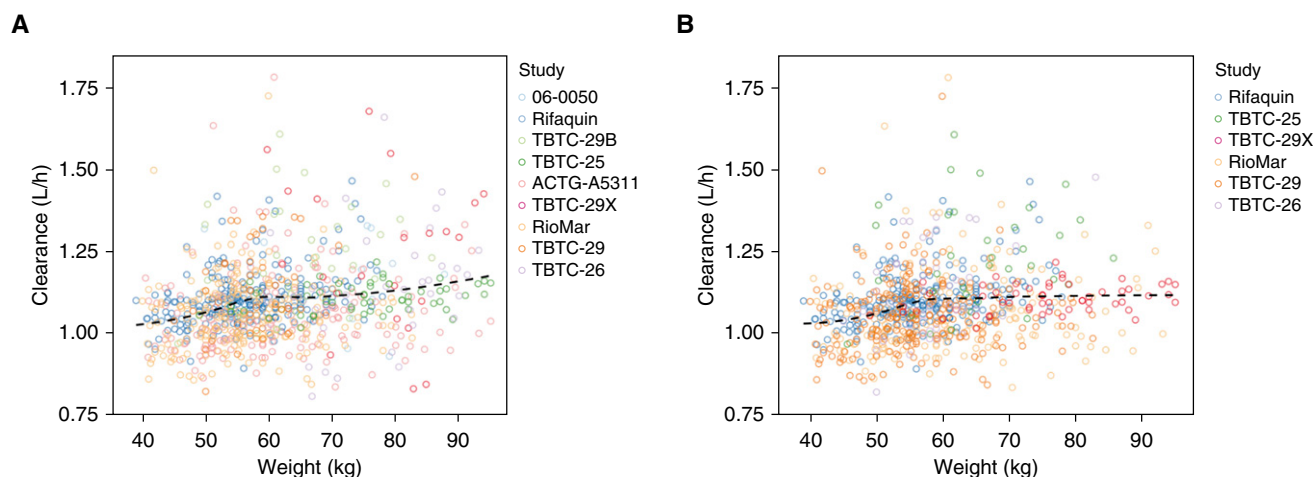 A
Clearance (L/h)
1.75
1.50
1.25
1.00
0.75
40 50 60 70 80 90
Weight (kg)
Study
06-0050
Rifaquin
TBTC-29B
TBTC-25
ACTG-A5311
TBTC-29X
RioMar
TBTC-29
TBTC-26
B
Clearance (L/h)
1.75
1.50
1.25
1.00
0.75
40 50 60 70 80 90
Weight (kg)
Study
Rifaquin
TBTC-25
TBTC-29X
RioMar
TBTC-29
TBTC-26